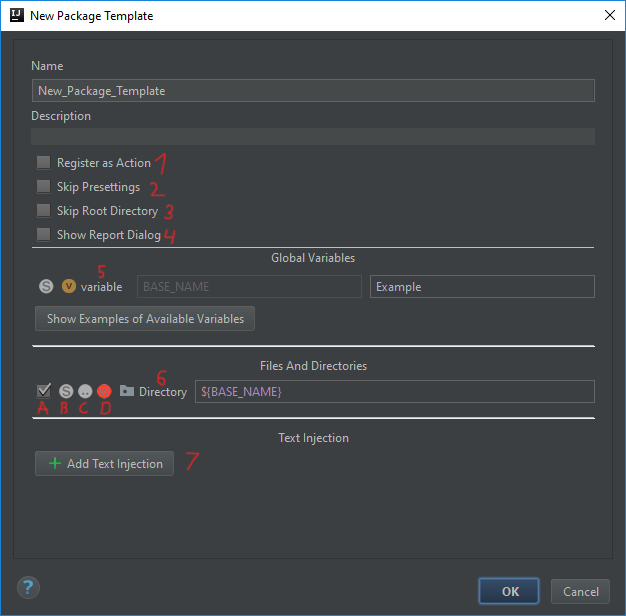 New Package Template
Name
New_Package_Template
Description
Register as Action 1
Skip Presettings 2
Skip Root Directory 3
Show Report Dialog 4
Global Variables
5
S V variable BASE_NAME Example
Show Examples of Available Variables
Files And Directories
6
S .. Directory ${BASE_NAME}
A B C D
Text Injection
+ Add Text Injection 7
? OK Cancel